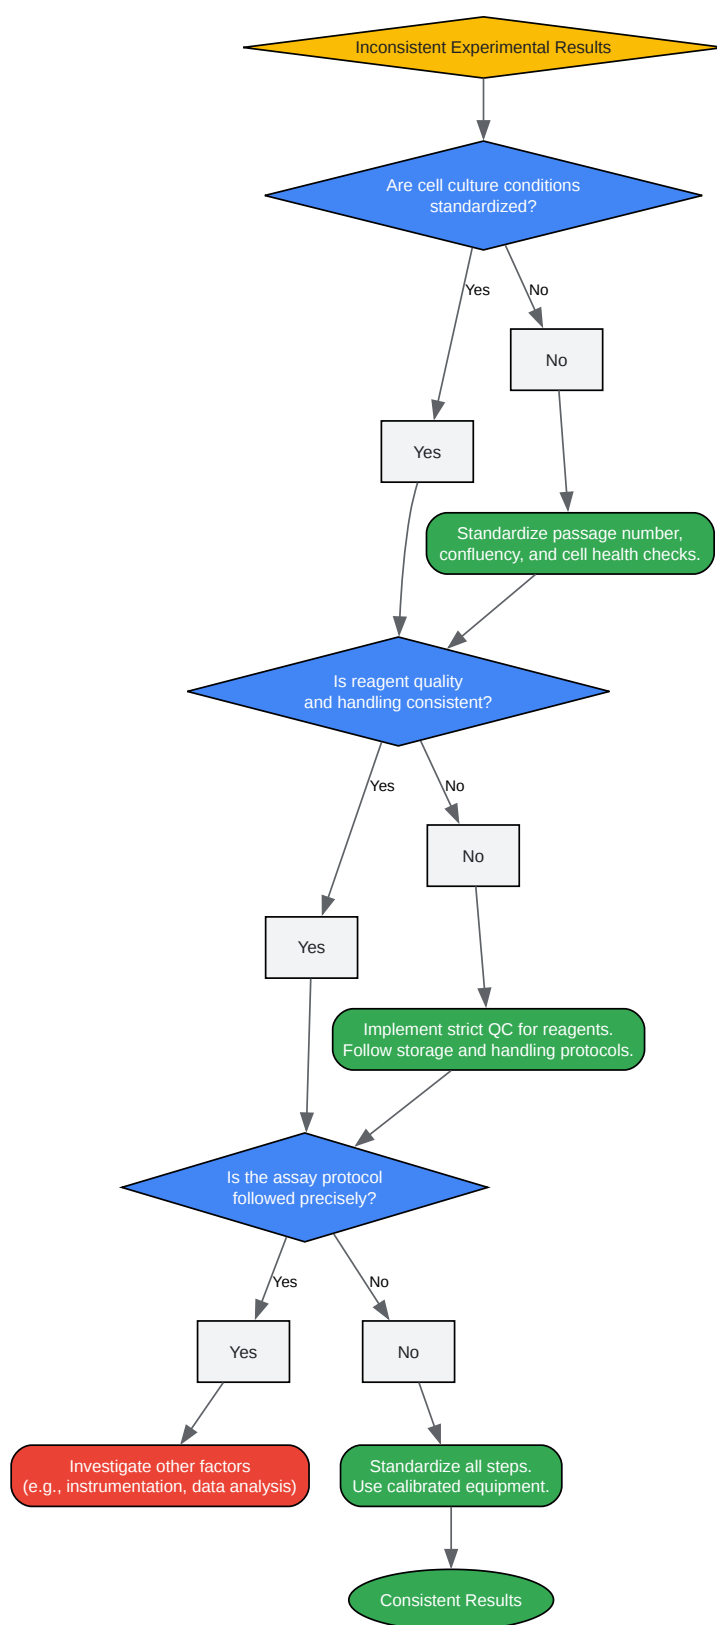 Inconsistent Experimental Results
Are cell culture conditions
standardized?
Yes
No
No
Yes
Standardize passage number,
confluency, and cell health checks.
Is reagent quality
and handling consistent?
Yes
No
No
Yes
Implement strict QC for reagents.
Follow storage and handling protocols.
Is the assay protocol
followed precisely?
Yes
No
Yes
No
Investigate other factors
(e.g., instrumentation, data analysis)
Standardize all steps.
Use calibrated equipment.
Consistent Results